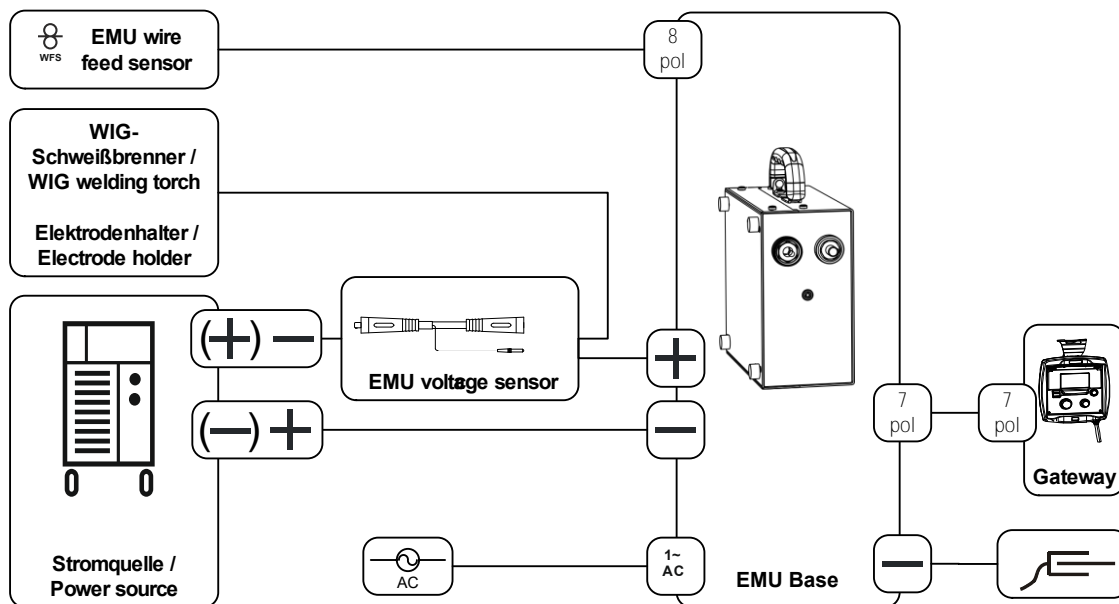 EMU wire
feed sensor
WFS
8
pol
WIG-
Schweißbrenner /
WIG welding torch
Elektrodenhalter /
Electrode holder
(+) −
EMU voltage sensor
+
(−) +
−
7
pol
7
pol
Gateway
Stromquelle /
Power source
AC
1~
AC
EMU Base
−